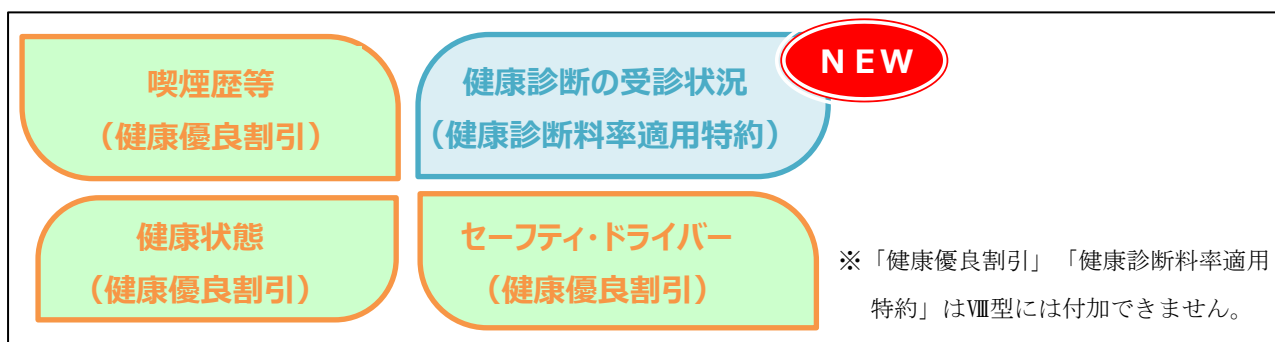 喫煙歴等
（健康優良割引）
健康診断の受診状況
（健康診断料率適用特約）
NEW
健康状態
（健康優良割引）
セーフティ・ドライバー
（健康優良割引）
※「健康優良割引」「健康診断料率適用
特約」はⅧ型には付加できません。